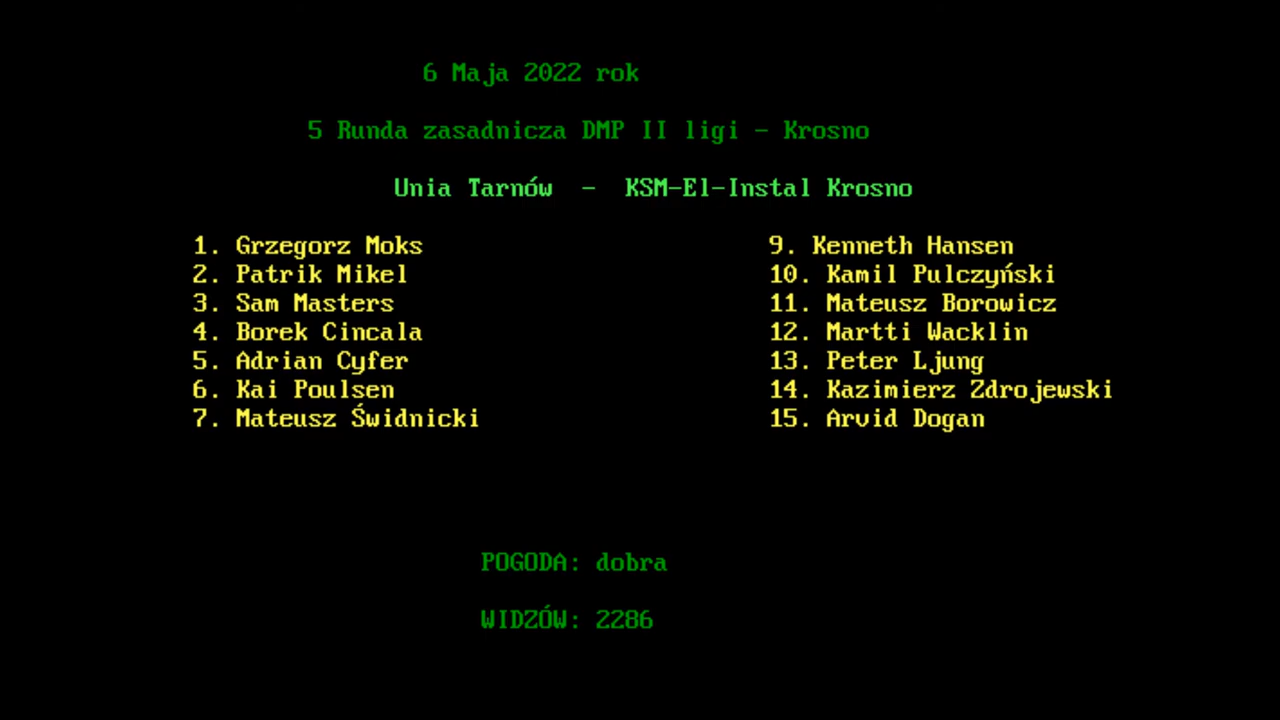 6 Maja 2022 rok
5 Runda zasadnicza DMP II ligi - Krosno
Unia Tarnów - KSM-El-Instal Krosno
1. Grzegorz Moks
2. Patrik Mikel
3. Sam Masters
4. Borek Cincala
5. Adrian Cyfer
6. Kai Poulsen
7. Mateusz Świdnicki
9. Kenneth Hansen
10. Kamil Pulczyński
11. Mateusz Borowicz
12. Martti Wacklin
13. Peter Ljung
14. Kazimierz Zdrojewski
15. Arvid Dogan
POGODA: dobra
WIDZÓW: 2286